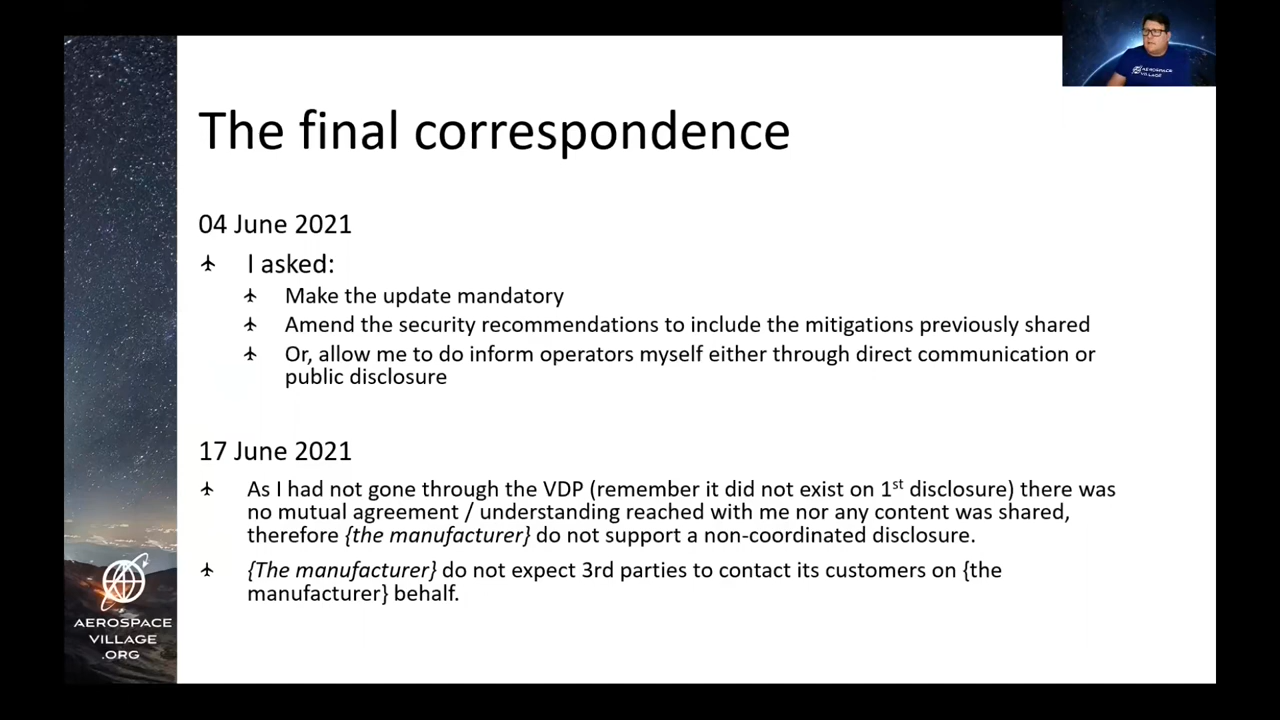 The final correspondence
04 June 2021
I asked:
Make the update mandatory
Amend the security recommendations to include the mitigations previously shared
Or, allow me to do inform operators myself either through direct communication or
public disclosure
17 June 2021
As I had not gone through the VDP (remember it did not exist on 1st disclosure) there was
no mutual agreement / understanding reached with me nor any content was shared,
therefore {the manufacturer} do not support a non-coordinated disclosure.
{The manufacturer} do not expect 3rd parties to contact its customers on {the
manufacturer} behalf.
AEROSPACE
VILLAGE
.ORG
AEROSPACE
VILLAGE